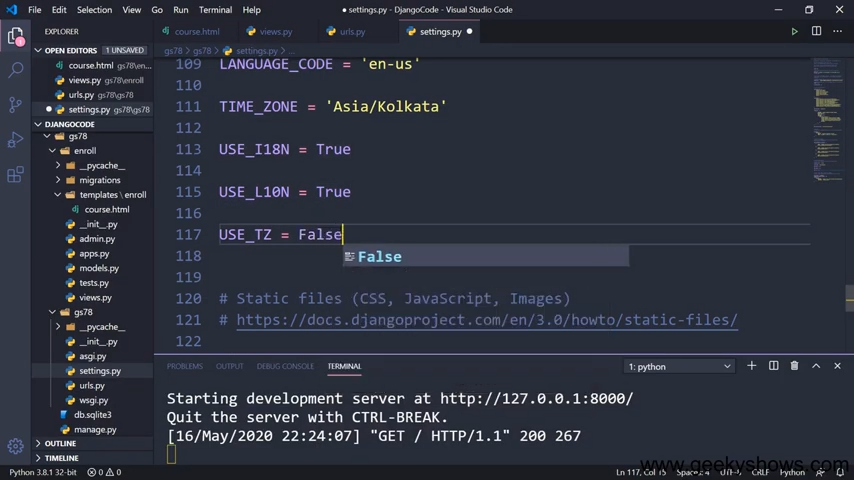 File Edit Selection View Go Run Terminal Help
● settings.py - DjangoCode - Visual Studio Code
EXPLORER
course.html
views.py
urls.py
settings.py ●
OPEN EDITORS 1 UNSAVED
course.html gs78\en...
views.py gs78\enroll
urls.py gs78\gs78
● settings.py gs78\gs78
DJANGOCODE
gs78
enroll
__pycache__
migrations
templates \ enroll
course.html
__init__.py
admin.py
apps.py
models.py
tests.py
views.py
gs78
__pycache__
__init__.py
asgi.py
settings.py
urls.py
wsgi.py
db.sqlite3
manage.py
OUTLINE
TIMELINE
gs78 > gs78 > settings.py > ...
109 LANGUAGE_CODE = 'en-us'
110
111 TIME_ZONE = 'Asia/Kolkata'
112
113 USE_I18N = True
114
115 USE_L10N = True
116
117 USE_TZ = False
False
118
119
120 # Static files (CSS, JavaScript, Images)
121 # https://docs.djangoproject.com/en/3.0/howto/static-files/
122
PROBLEMS OUTPUT DEBUG CONSOLE TERMINAL 1: python
Starting development server at http://127.0.0.1:8000/
Quit the server with CTRL-BREAK.
[16/May/2020 22:24:07] "GET / HTTP/1.1" 200 267
www.geekyshows.com
Python 3.8.1 32-bit 0 0 Ln 117, Col 15 Spaces: 4 UTF-8 CRLF Python